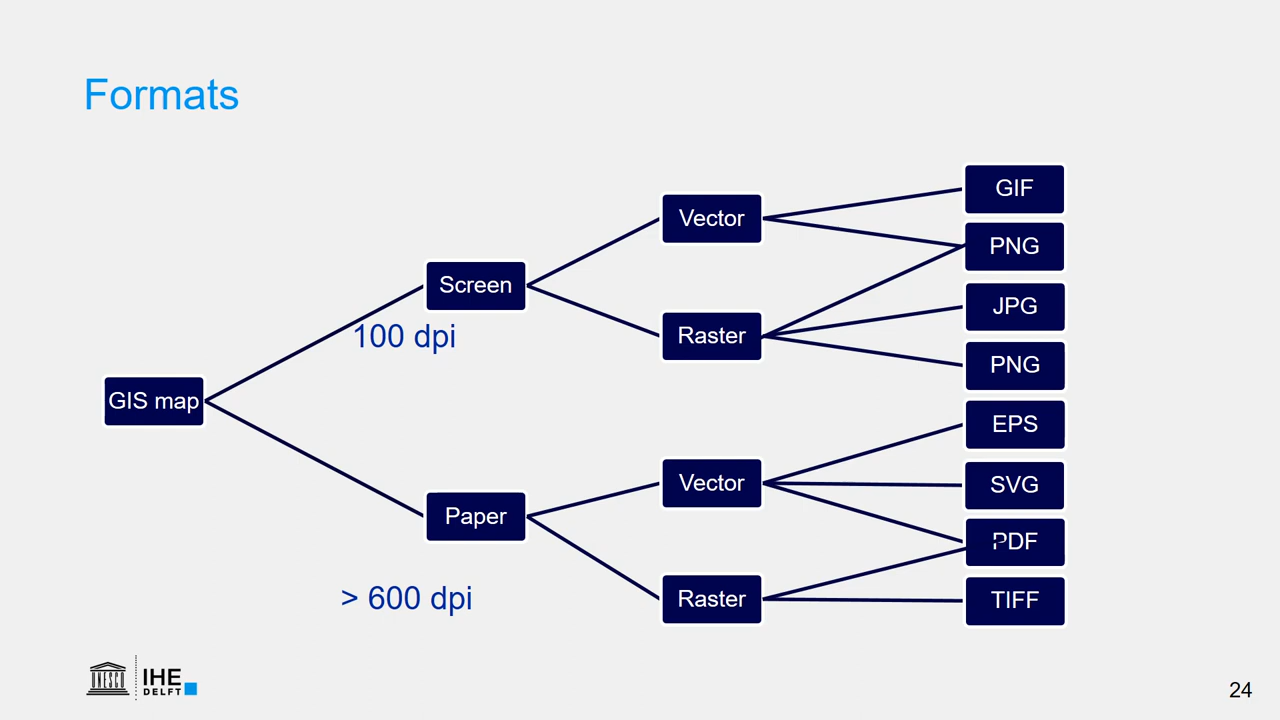 Formats
GIS map
Screen
100 dpi
Paper
> 600 dpi
Vector
Raster
Vector
Raster
GIF
PNG
JPG
PNG
EPS
SVG
PDF
TIFF
UNESCO
IHE
DELFT
24